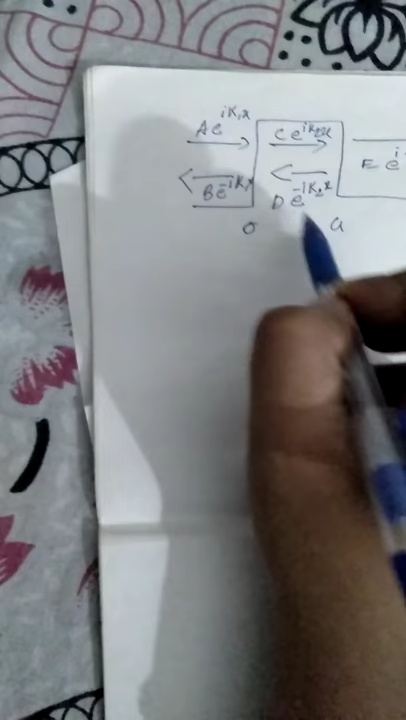 Ae^{iK₁x} Ce^{iK₂x}
E e^{i
Be^{-iK₁x} De^{-iK₂x}
0 a